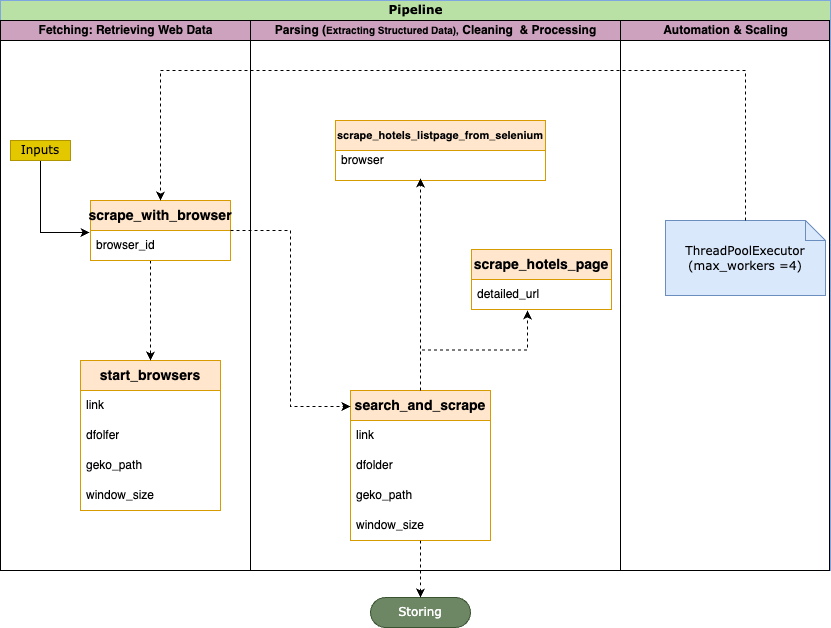 Pipeline
Fetching: Retrieving Web Data
Parsing (Extracting Structured Data), Cleaning & Processing
Automation & Scaling
Inputs
scrape_with_browser
browser_id
start_browsers
link
dfolfer
geko_path
window_size
scrape_hotels_listpage_from_selenium
browser
scrape_hotels_page
detailed_url
search_and_scrape
link
dfolder
geko_path
window_size
ThreadPoolExecutor
(max_workers =4)
Storing